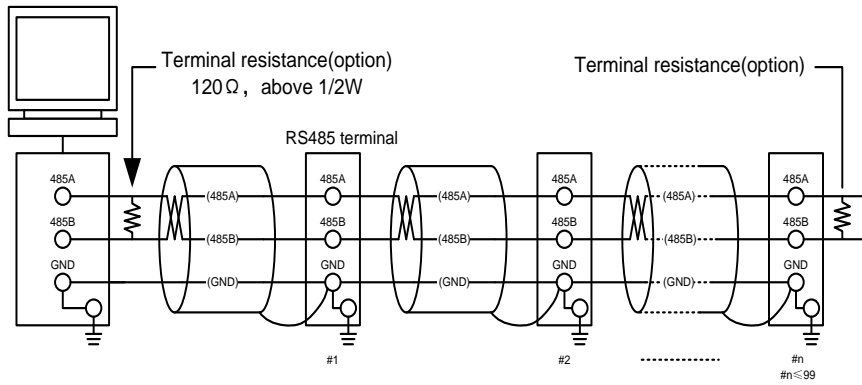 Terminal resistance(option)
120Ω，above 1/2W
Terminal resistance(option)
RS485 terminal
485A
(485A)
485A
(485A)
485A
(485A)
485A
485B
(485B)
485B
(485B)
485B
(485B)
485B
GND
(GND)
GND
(GND)
GND
(GND)
GND
#1
#2
#n
#n≤99